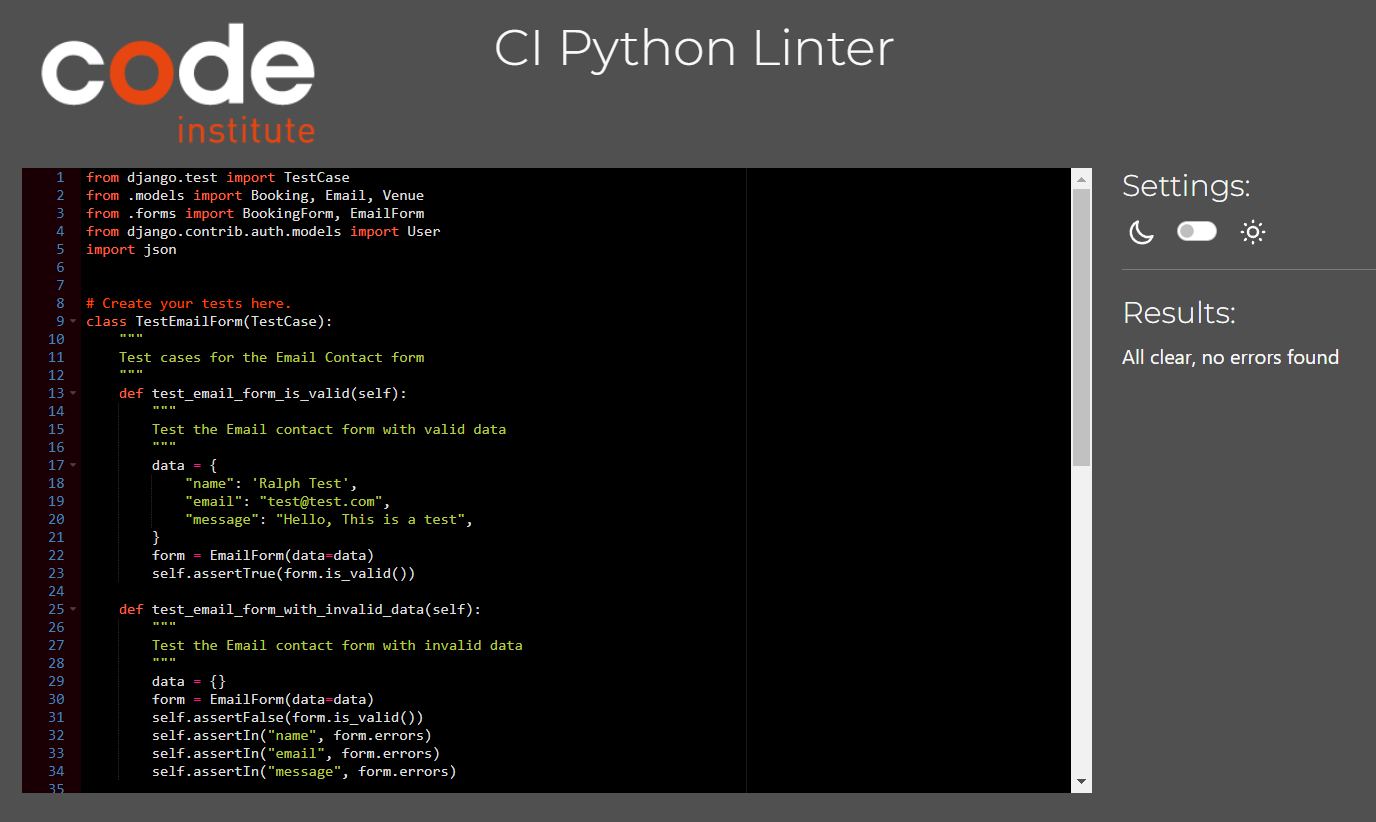 code
institute
CI Python Linter
1 from django.test import TestCase
2 from .models import Booking, Email, Venue
3 from .forms import BookingForm, EmailForm
4 from django.contrib.auth.models import User
5 import json
6
7
8 # Create your tests here.
9 class TestEmailForm(TestCase):
10     """
11     Test cases for the Email Contact form
12     """
13     def test_email_form_is_valid(self):
14         """
15         Test the Email contact form with valid data
16         """
17         data = {
18             "name": 'Ralph Test',
19             "email": "test@test.com",
20             "message": "Hello, This is a test",
21         }
22         form = EmailForm(data=data)
23         self.assertTrue(form.is_valid())
24
25     def test_email_form_with_invalid_data(self):
26         """
27         Test the Email contact form with invalid data
28         """
29         data = {}
30         form = EmailForm(data=data)
31         self.assertFalse(form.is_valid())
32         self.assertIn("name", form.errors)
33         self.assertIn("email", form.errors)
34         self.assertIn("message", form.errors)
35
Settings:
Results:
All clear, no errors found